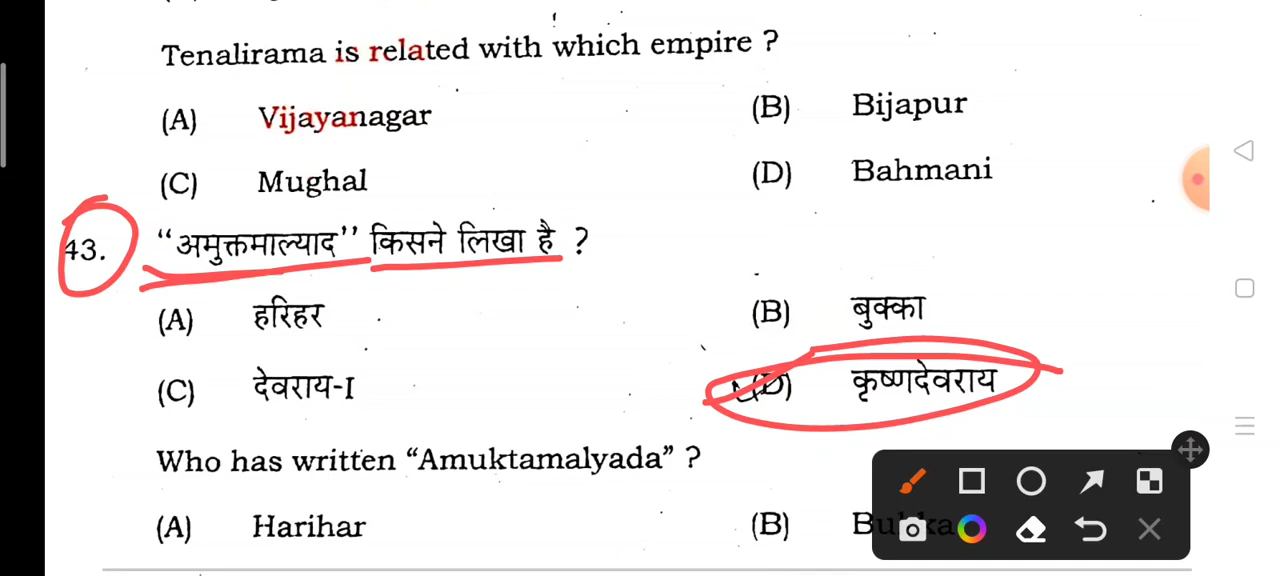 Tenalirama is related with which empire ?
(A) Vijayanagar (B) Bijapur
(C) Mughal (D) Bahmani
43. “अमुक्तमाल्याद” किसने लिखा है ?
(A) हरिहर (B) बुक्का
(C) देवराय-I (D) कृष्णदेवराय
Who has written “Amuktamalyada” ?
(A) Harihar (B) Bukka